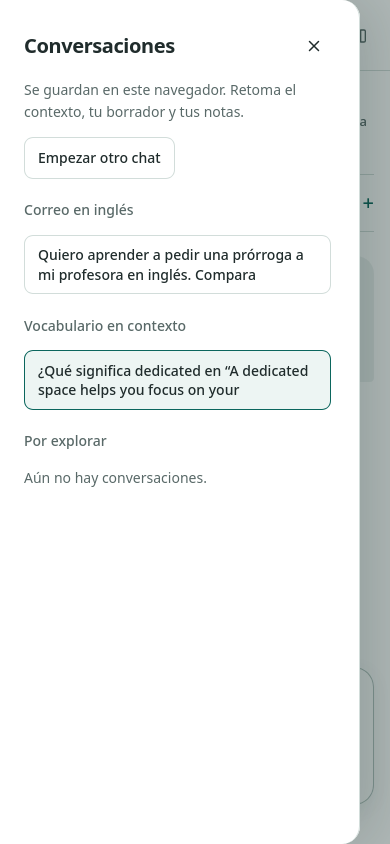 Conversaciones
Se guardan en este navegador. Retoma el
contexto, tu borrador y tus notas.
Empezar otro chat
Correo en inglés
Quiero aprender a pedir una prórroga a
mi profesora en inglés. Compara
Vocabulario en contexto
¿Qué significa dedicated en “A dedicated
space helps you focus on your
Por explorar
Aún no hay conversaciones.